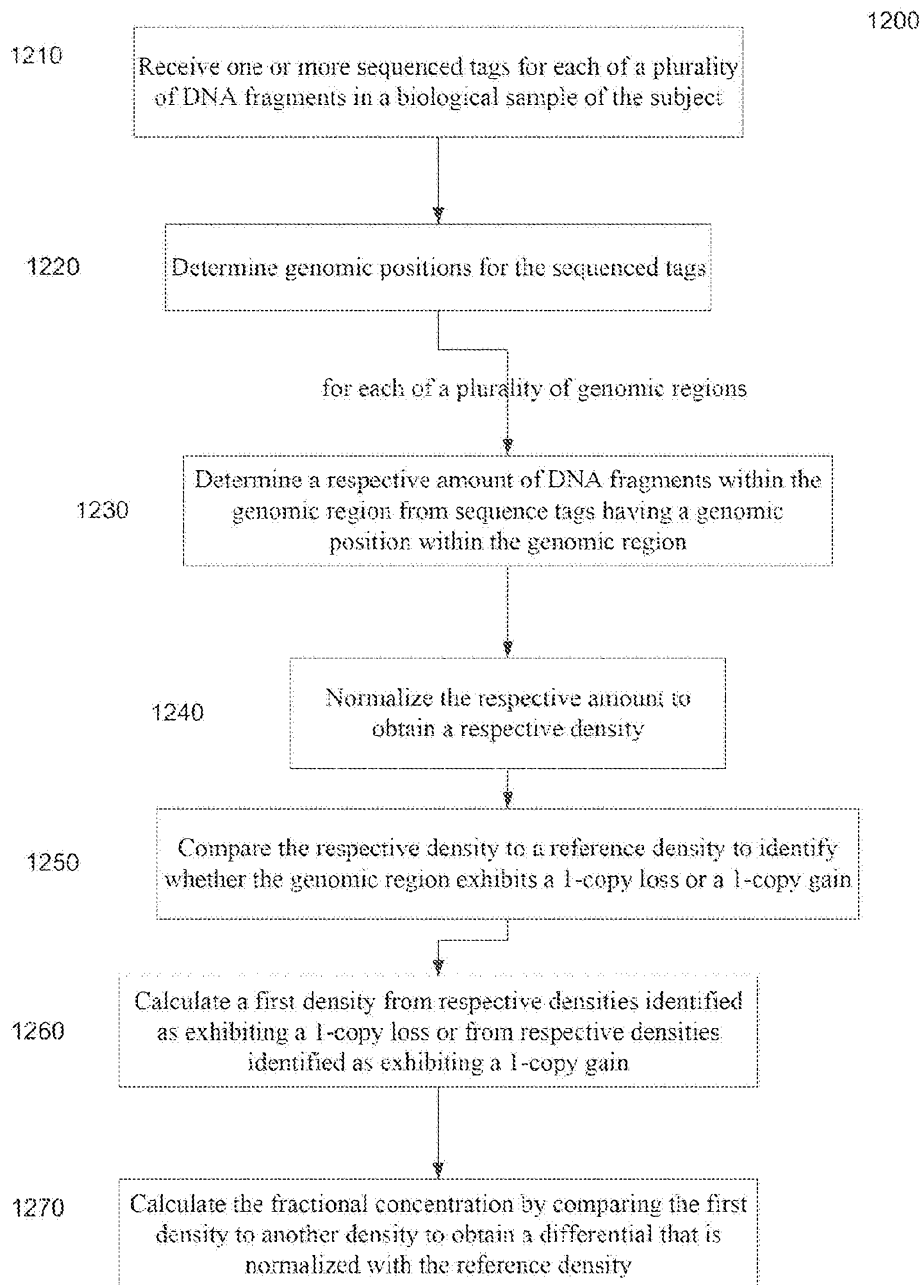 1200
1210
Receive one or more sequenced tags for each of a plurality
of DNA fragments in a biological sample of the subject
1220
Determine genomic positions for the sequenced tags
for each of a plurality of genomic regions
1230
Determine a respective amount of DNA fragments within the
genomic region from sequence tags having a genomic
position within the genomic region
1240
Normalize the respective amount to
obtain a respective density
1250
Compare the respective density to a reference density to identify
whether the genomic region exhibits a 1-copy loss or a 1-copy gain
1260
Calculate a first density from respective densities identified
as exhibiting a 1-copy loss or from respective densities
identified as exhibiting a 1-copy gain
1270
Calculate the fractional concentration by comparing the first
density to another density to obtain a differential that is
normalized with the reference density